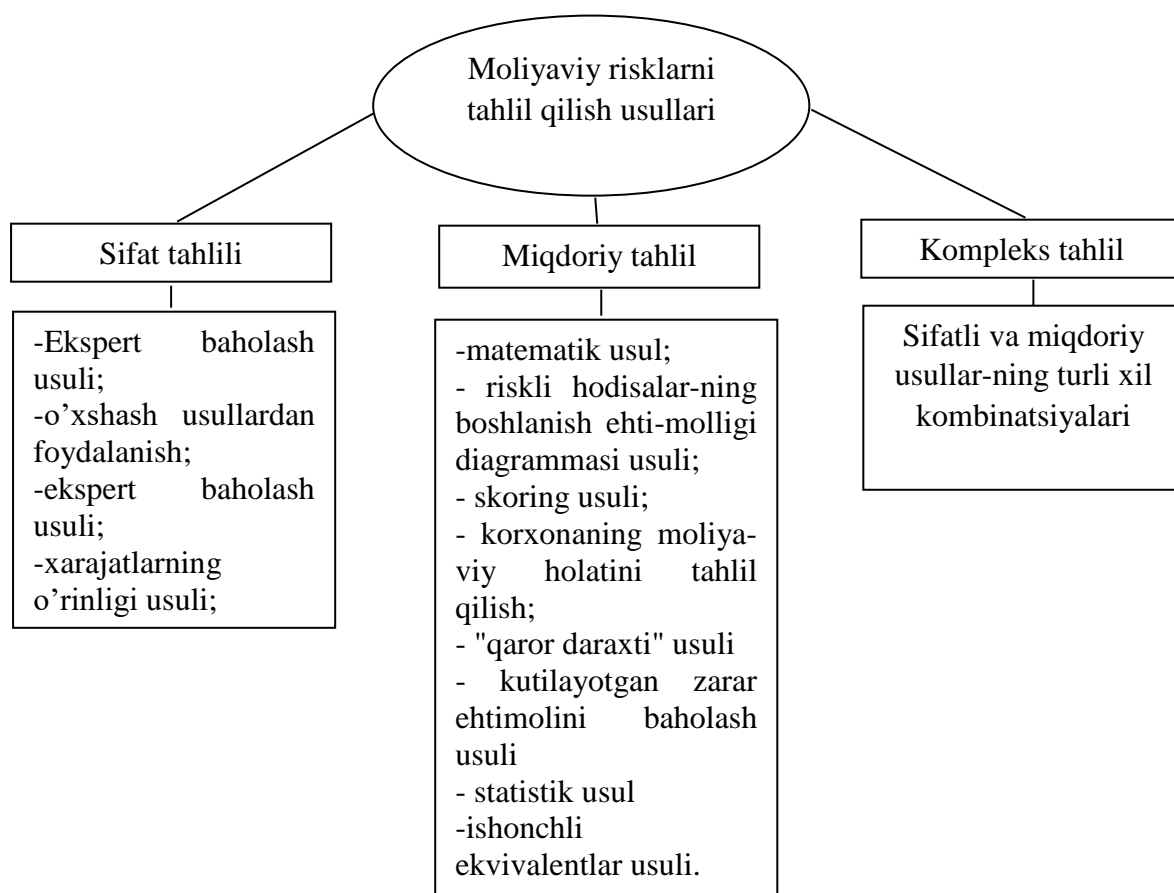 Moliyaviy risklarni
tahlil qilish usullari
Sifat tahlili
-Ekspert baholash
usuli;
-o’xshash usullardan
foydalanish;
-ekspert baholash
usuli;
-xarajatlarning
o’rinligi usuli;
Miqdoriy tahlil
-matematik usul;
- riskli hodisalar-ning
boshlanish ehti-molligi
diagrammasi usuli;
- skoring usuli;
- korxonaning moliya-
viy holatini tahlil
qilish;
- "qaror daraxti" usuli
- kutilayotgan zarar
ehtimolini baholash
usuli
- statistik usul
-ishonchli
ekvivalentlar usuli.
Kompleks tahlil
Sifatli va miqdoriy
usullar-ning turli xil
kombinatsiyalari